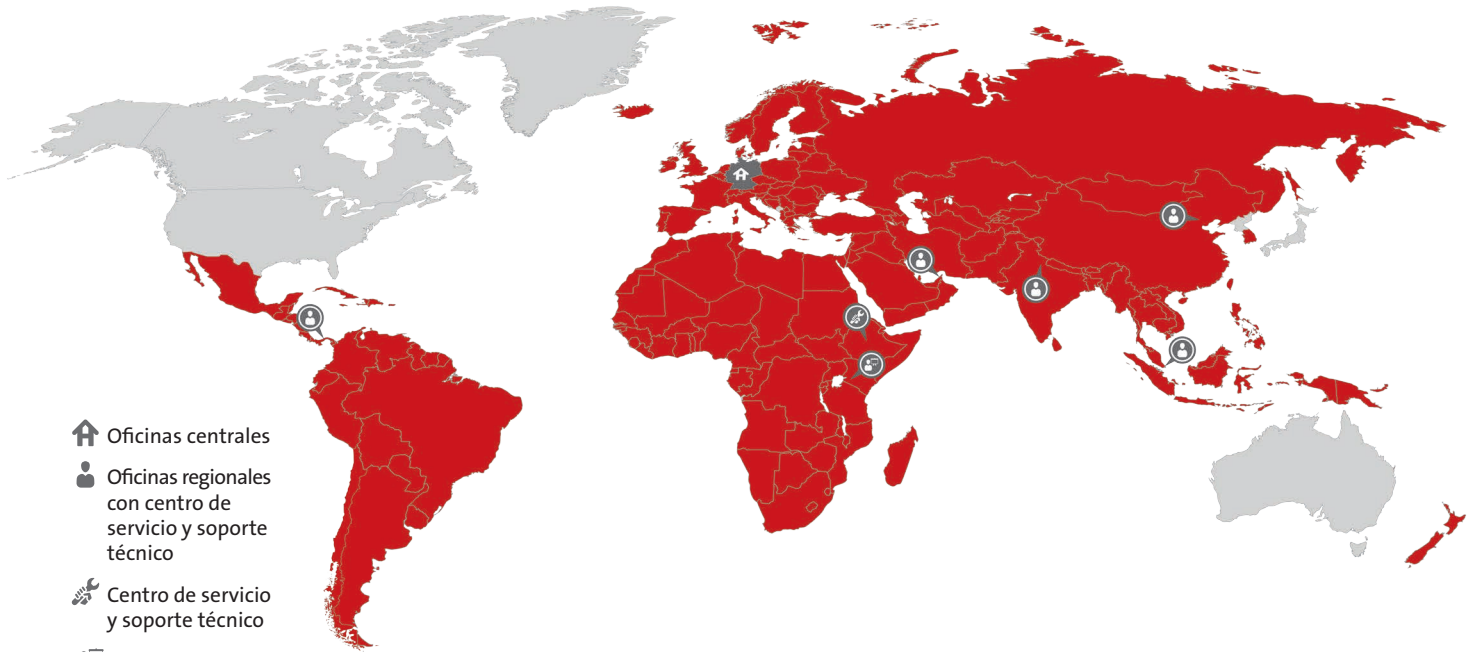 Oficinas centrales
Oficinas regionales
con centro de
servicio y soporte
técnico
Centro de servicio
y soporte técnico